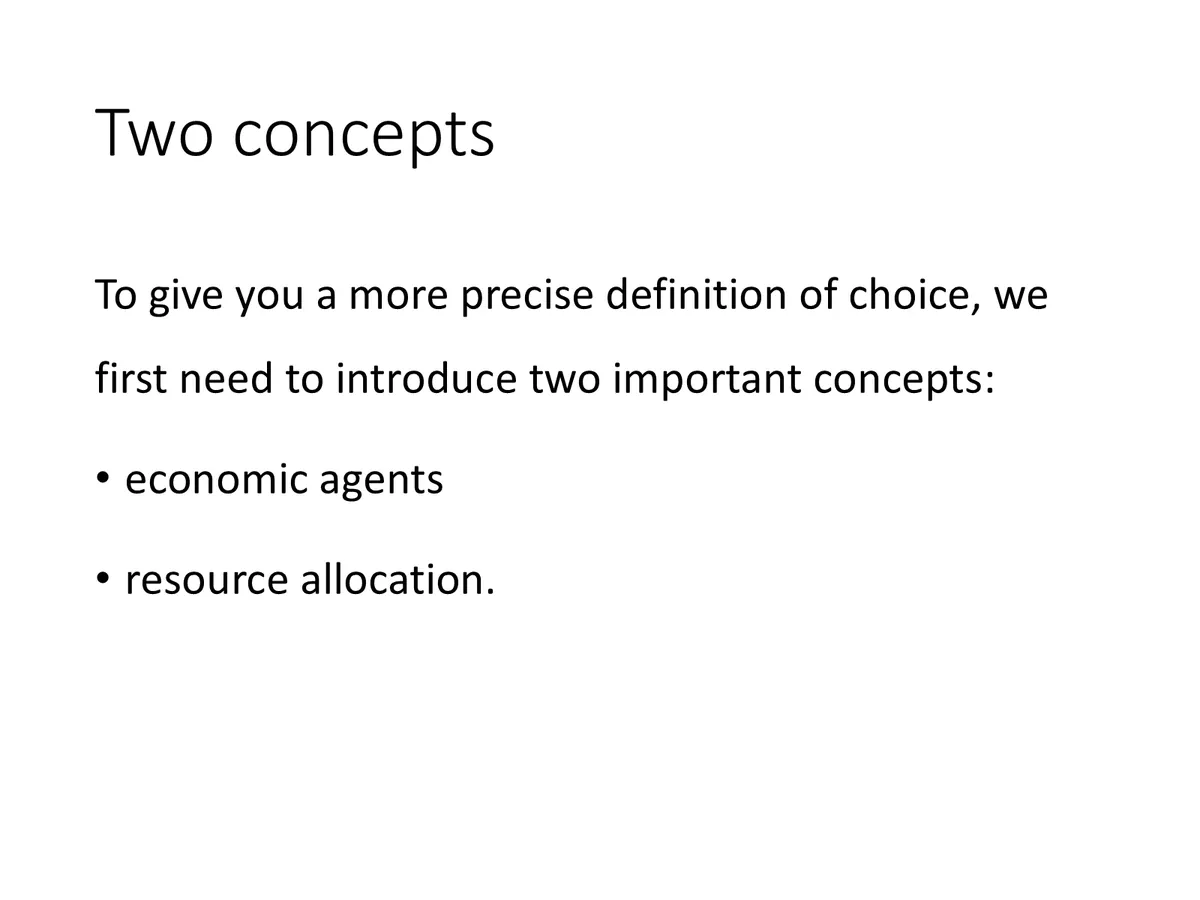 Two concepts
To give you a more precise definition of choice, we
first need to introduce two important concepts:
• economic agents
• resource allocation.